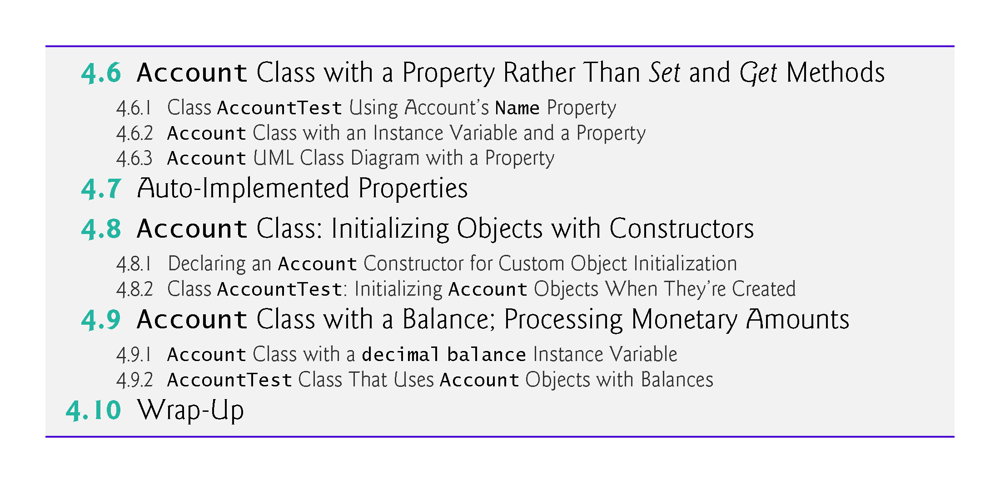 4.6 Account Class with a Property Rather Than Set and Get Methods
4.6.1 Class AccountTest Using Account’s Name Property
4.6.2 Account Class with an Instance Variable and a Property
4.6.3 Account UML Class Diagram with a Property
4.7 Auto-Implemented Properties
4.8 Account Class: Initializing Objects with Constructors
4.8.1 Declaring an Account Constructor for Custom Object Initialization
4.8.2 Class AccountTest: Initializing Account Objects When They’re Created
4.9 Account Class with a Balance; Processing Monetary Amounts
4.9.1 Account Class with a decimal balance Instance Variable
4.9.2 AccountTest Class That Uses Account Objects with Balances
4.10 Wrap-Up